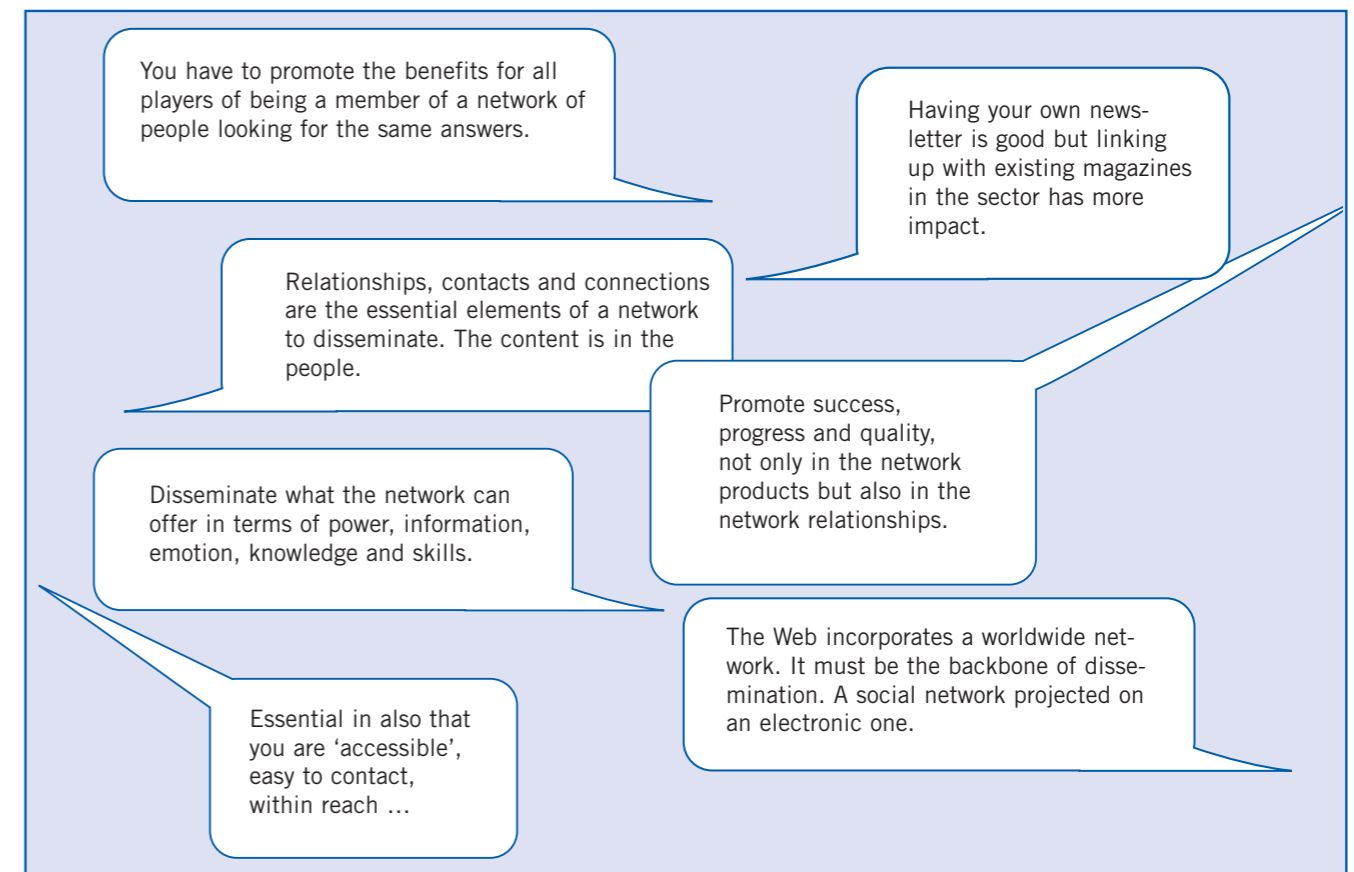 You have to promote the benefits for all
players of being a member of a network of
people looking for the same answers.
Having your own news-
letter is good but linking
up with existing magazines
in the sector has more
impact.
Relationships, contacts and connections
are the essential elements of a network
to disseminate. The content is in the
people.
Promote success,
progress and quality,
not only in the network
products but also in the
network relationships.
Disseminate what the network can
offer in terms of power, information,
emotion, knowledge and skills.
The Web incorporates a worldwide net-
work. It must be the backbone of disse-
mination. A social network projected on
an electronic one.
Essential in also that
you are ‘accessible’,
easy to contact,
within reach …